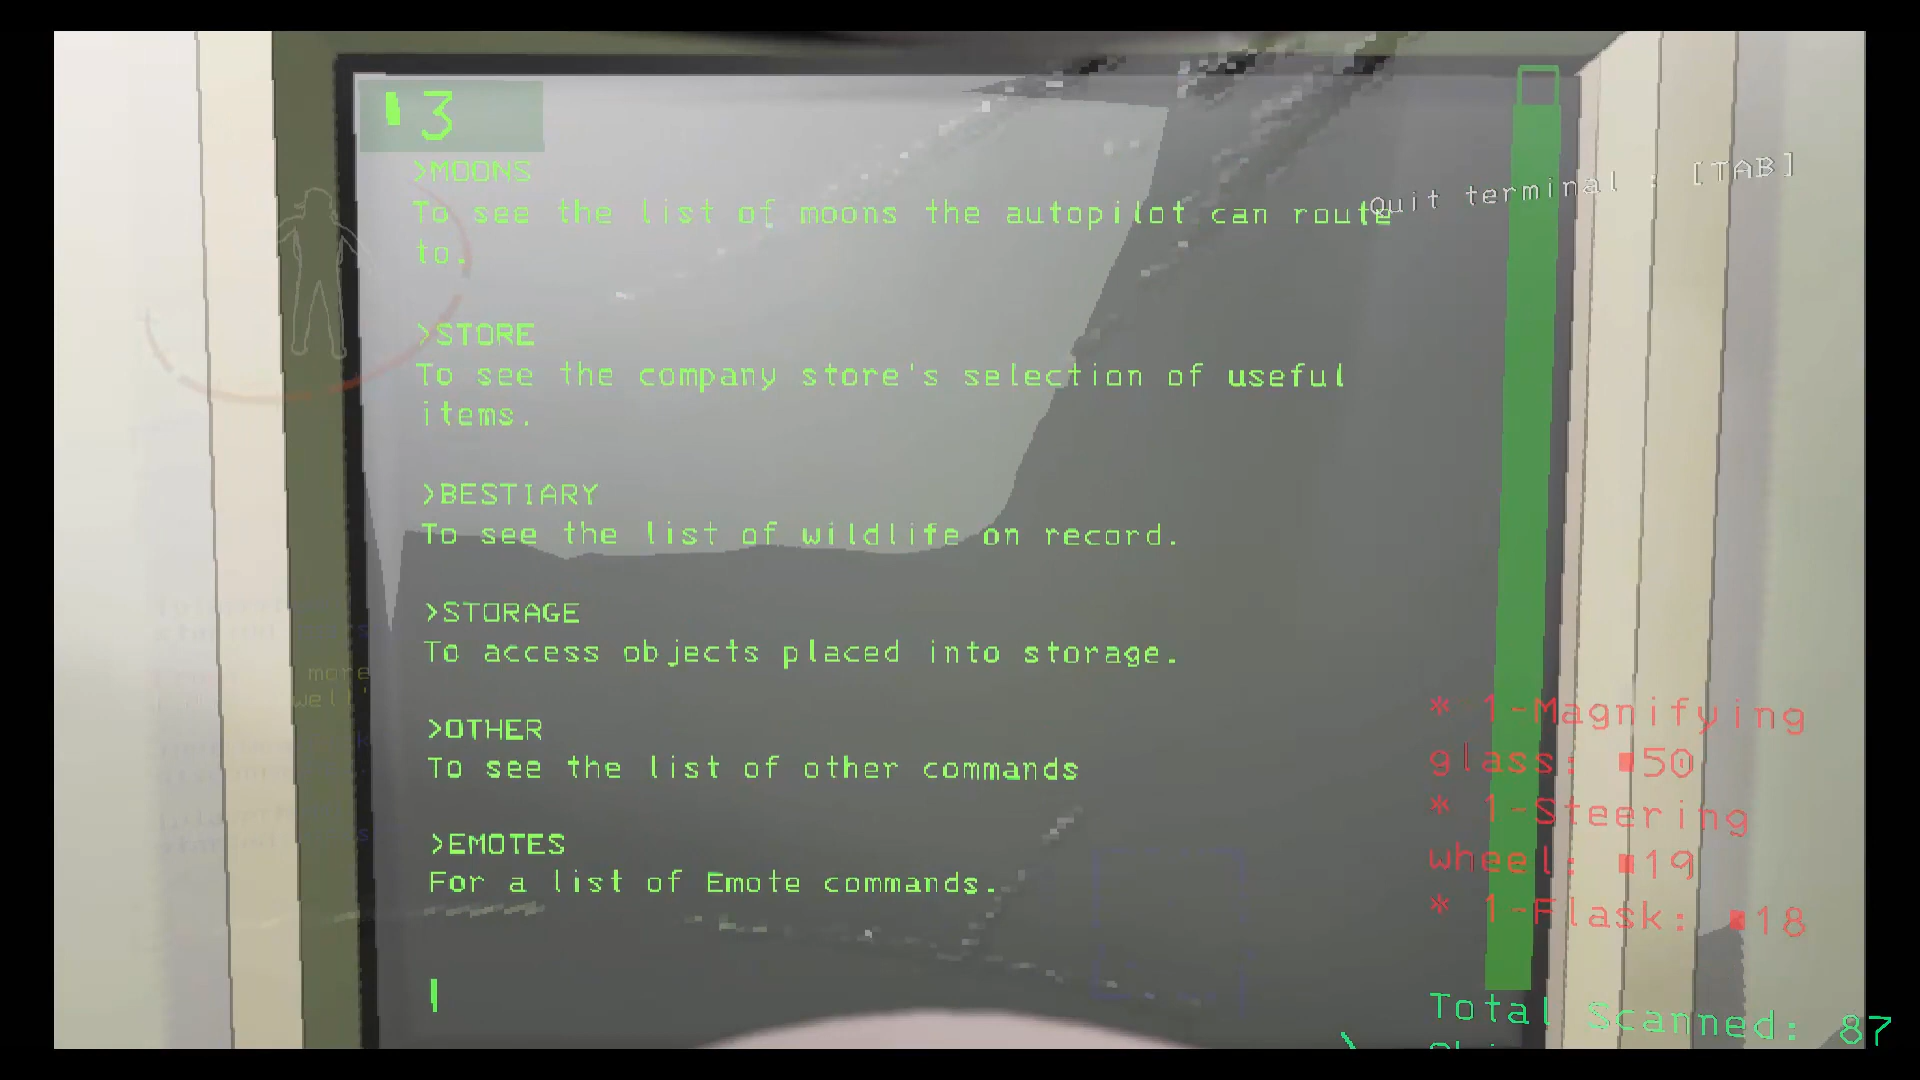 3
>MOONS
To see the list of moons the autopilot can route
to.
Quit terminal : [TAB]
>STORE
To see the company store's selection of useful
items.
>BESTIARY
To see the list of wildlife on record.
>STORAGE
To access objects placed into storage.
>OTHER
To see the list of other commands
>EMOTES
For a list of Emote commands.
* 1-Magnifying
glass: ■50
* 1-Steering
wheel: ■19
* 1-Flask: ■18
Total Scanned: 87
more
well'